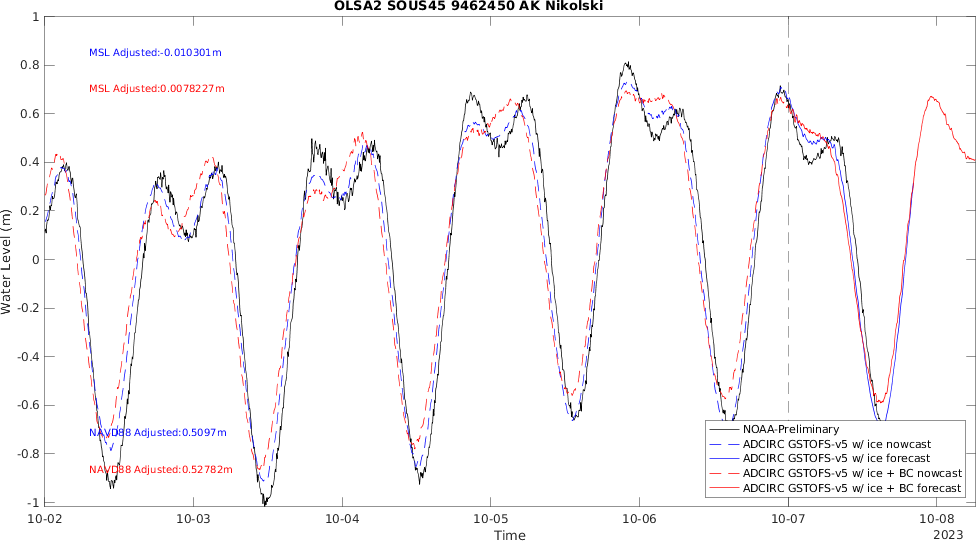 OLSA2 SOUS45 9462450 AK Nikolski
MSL Adjusted:-0.010301m
MSL Adjusted:0.0078227m
NAVD88 Adjusted:0.5097m
NAVD88 Adjusted:0.52782m
Water Level (m)
1
0.8
0.6
0.4
0.2
0
-0.2
-0.4
-0.6
-0.8
-1
NOAA-Preliminary
ADCIRC GSTOFS-v5 w/ ice nowcast
ADCIRC GSTOFS-v5 w/ ice forecast
ADCIRC GSTOFS-v5 w/ ice + BC nowcast
ADCIRC GSTOFS-v5 w/ ice + BC forecast
10-02 10-03 10-04 10-05 10-06 10-07 10-08
Time
2023